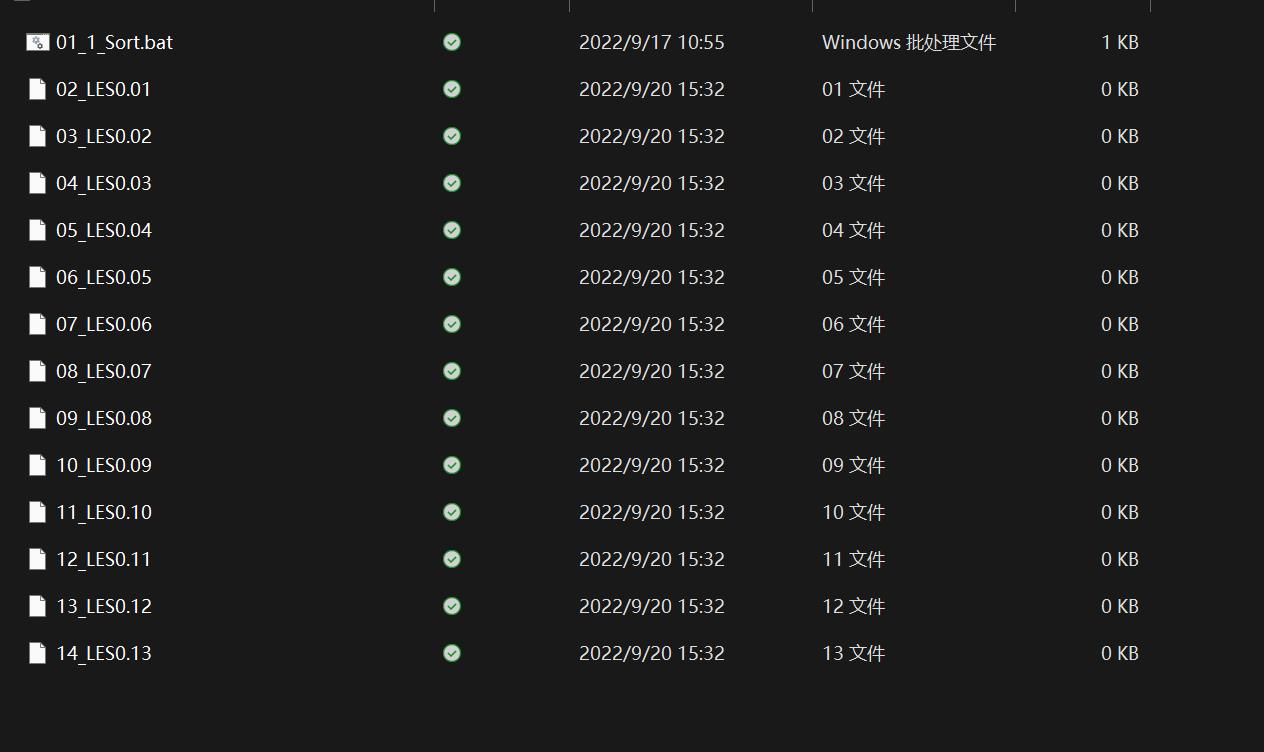 01_1_Sort.bat 2022/9/17 10:55 Windows 批处理文件 1 KB
02_LES0.01 2022/9/20 15:32 01 文件 0 KB
03_LES0.02 2022/9/20 15:32 02 文件 0 KB
04_LES0.03 2022/9/20 15:32 03 文件 0 KB
05_LES0.04 2022/9/20 15:32 04 文件 0 KB
06_LES0.05 2022/9/20 15:32 05 文件 0 KB
07_LES0.06 2022/9/20 15:32 06 文件 0 KB
08_LES0.07 2022/9/20 15:32 07 文件 0 KB
09_LES0.08 2022/9/20 15:32 08 文件 0 KB
10_LES0.09 2022/9/20 15:32 09 文件 0 KB
11_LES0.10 2022/9/20 15:32 10 文件 0 KB
12_LES0.11 2022/9/20 15:32 11 文件 0 KB
13_LES0.12 2022/9/20 15:32 12 文件 0 KB
14_LES0.13 2022/9/20 15:32 13 文件 0 KB